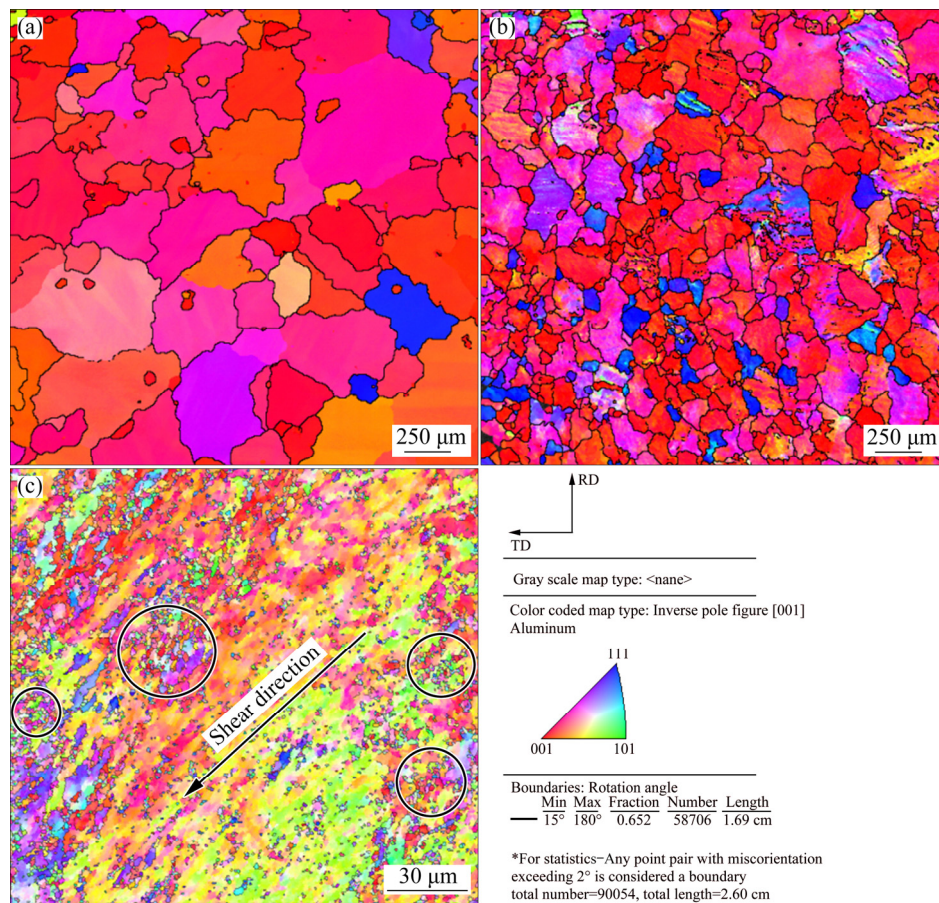 (a)
250 μm
(b)
250 μm
(c)
Shear direction
30 μm
RD
TD
Gray scale map type: <nane>
Color coded map type: Inverse pole figure [001]
Aluminum
111
001
101
Boundaries: Rotation angle
Min Max Fraction Number Length
15° 180° 0.652 58706 1.69 cm
*For statistics−Any point pair with misorientation
exceeding 2° is considered a boundary
total number=90054, total length=2.60 cm